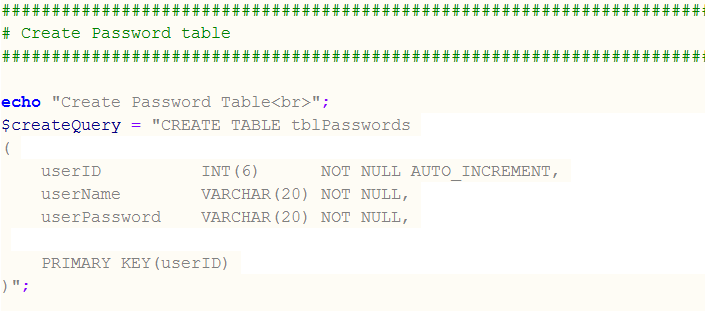 ######################################################################
# Create Password table
######################################################################
echo "Create Password Table<br>";
$createQuery = "CREATE TABLE tblPasswords
(
    userID          INT(6)      NOT NULL AUTO_INCREMENT,
    userName        VARCHAR(20) NOT NULL,
    userPassword    VARCHAR(20) NOT NULL,
    PRIMARY KEY(userID)
)";